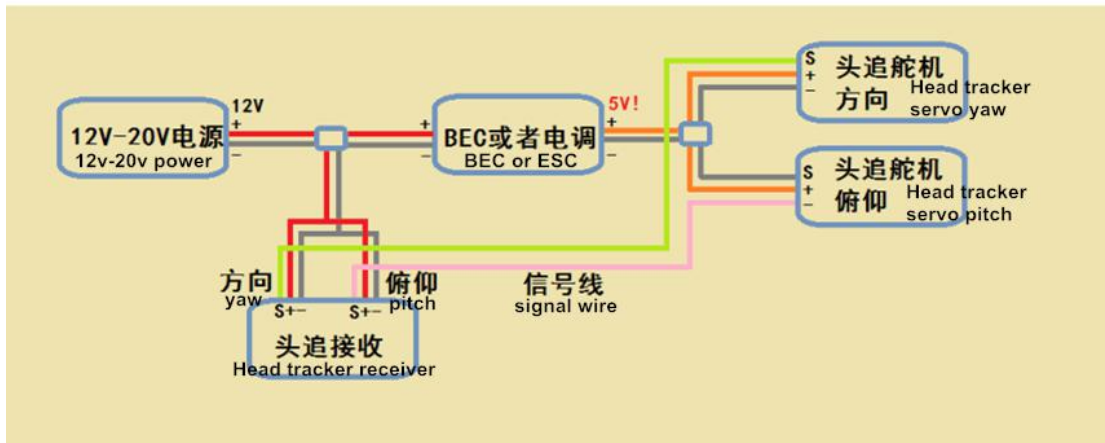 12V-20V电源
12v-20v power
12V
+
-
+
-
BEC或者电调
BEC or ESC
5V!
+
-
S
+
-
头追舵机
方向
Head tracker
servo yaw
S
+
-
头追舵机
俯仰
Head tracker
servo pitch
方向
yaw
S+-
俯仰
pitch
S+-
信号线
signal wire
头追接收
Head tracker receiver